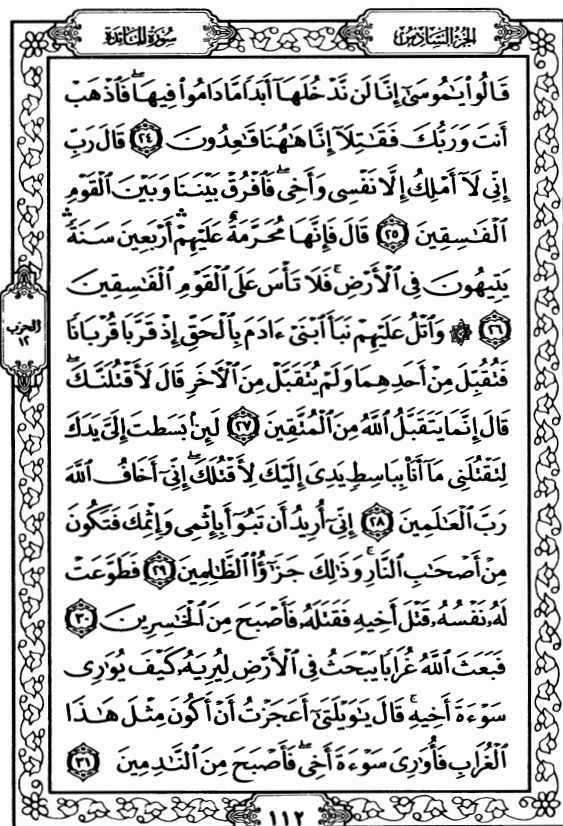 الجزء السادس
سورة المائدة
قَالُوا۟ يَـٰمُوسَىٰٓ إِنَّا لَن نَّدْخُلَهَآ أَبَدًا مَّا دَامُوا۟ فِيهَا ۖ فَٱذْهَبْ
أَنتَ وَرَبُّكَ فَقَـٰتِلَآ إِنَّا هَـٰهُنَا قَـٰعِدُونَ ٢٤ قَالَ رَبِّ
إِنِّى لَآ أَمْلِكُ إِلَّا نَفْسِى وَأَخِى ۖ فَٱفْرُقْ بَيْنَنَا وَبَيْنَ ٱلْقَوْمِ
ٱلْفَـٰسِقِينَ ٢٥ قَالَ فَإِنَّهَا مُحَرَّمَةٌ ۛ عَلَيْهِمْ ۛ أَرْبَعِينَ سَنَةً ۛ
يَتِيهُونَ فِى ٱلْأَرْضِ ۚ فَلَا تَأْسَ عَلَى ٱلْقَوْمِ ٱلْفَـٰسِقِينَ
٢٦ ۞ وَٱتْلُ عَلَيْهِمْ نَبَأَ ٱبْنَىْ ءَادَمَ بِٱلْحَقِّ إِذْ قَرَّبَا قُرْبَانًا
فَتُقُبِّلَ مِنْ أَحَدِهِمَا وَلَمْ يُتَقَبَّلْ مِنَ ٱلْـَٔاخَرِ قَالَ لَأَقْتُلَنَّكَ ۖ
قَالَ إِنَّمَا يَتَقَبَّلُ ٱللَّهُ مِنَ ٱلْمُتَّقِينَ ٢٧ لَئِنۢ بَسَطتَ إِلَىَّ يَدَكَ
لِتَقْتُلَنِى مَآ أَنَا۠ بِبَاسِطٍ يَدِىَ إِلَيْكَ لِأَقْتُلَكَ ۖ إِنِّىٓ أَخَافُ ٱللَّهَ
رَبَّ ٱلْعَـٰلَمِينَ ٢٨ إِنِّىٓ أُرِيدُ أَن تَبُوٓأَ بِإِثْمِى وَإِثْمِكَ فَتَكُونَ
مِنْ أَصْحَـٰبِ ٱلنَّارِ ۚ وَذَٰلِكَ جَزَٰٓؤُا۟ ٱلظَّـٰلِمِينَ ٢٩ فَطَوَّعَتْ
لَهُۥ نَفْسُهُۥ قَتْلَ أَخِيهِ فَقَتَلَهُۥ فَأَصْبَحَ مِنَ ٱلْخَـٰسِرِينَ ٣٠
فَبَعَثَ ٱللَّهُ غُرَابًا يَبْحَثُ فِى ٱلْأَرْضِ لِيُرِيَهُۥ كَيْفَ يُوَٰرِى
سَوْءَةَ أَخِيهِ ۚ قَالَ يَـٰوَيْلَتَىٰٓ أَعَجَزْتُ أَنْ أَكُونَ مِثْلَ هَـٰذَا
ٱلْغُرَابِ فَأُوَٰرِىَ سَوْءَةَ أَخِى ۖ فَأَصْبَحَ مِنَ ٱلنَّـٰدِمِينَ ٣١
الحزب
١٢
١١٢